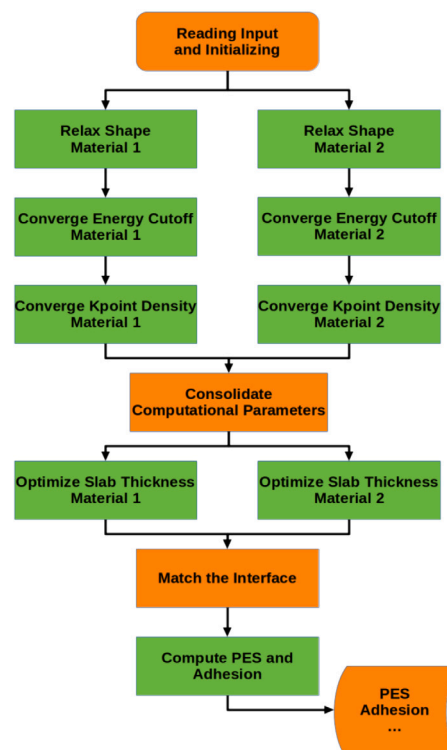 Reading Input
and Initializing
Relax Shape
Material 1
Relax Shape
Material 2
Converge Energy Cutoff
Material 1
Converge Energy Cutoff
Material 2
Converge Kpoint Density
Material 1
Converge Kpoint Density
Material 2
Consolidate
Computational Parameters
Optimize Slab Thickness
Material 1
Optimize Slab Thickness
Material 2
Match the Interface
Compute PES and
Adhesion
PES
Adhesion
...